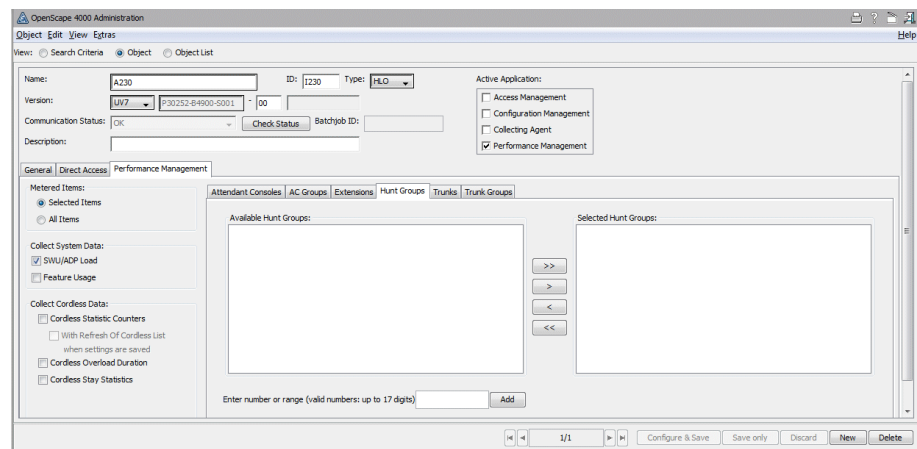 OpenScape 4000 Administration
Object Edit View Extras Help
View: Search Criteria Object Object List
Name: A230 ID: I230 Type: HLO
Version: UV7 P30252-B4900-S001 - 00
Communication Status: OK Check Status Batchjob ID:
Description:
Active Application:
Access Management
Configuration Management
Collecting Agent
Performance Management
General Direct Access Performance Management
Metered Items:
Selected Items
All Items
Collect System Data:
SWU/ADP Load
Feature Usage
Collect Cordless Data:
Cordless Statistic Counters
With Refresh Of Cordless List
when settings are saved
Cordless Overload Duration
Cordless Stay Statistics
Attendant Consoles AC Groups Extensions Hunt Groups Trunks Trunk Groups
Available Hunt Groups: Selected Hunt Groups:
>>
>
<
<<
Enter number or range (valid numbers: up to 17 digits) Add
1/1 Configure & Save Save only Discard New Delete